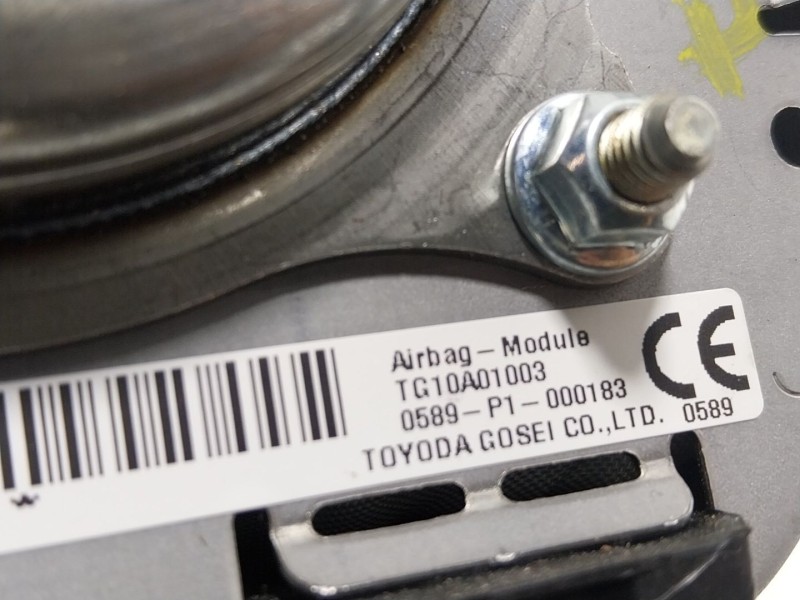 Airbag-Module
TG10A01003
0589-P1-000183
TOYODA GOSEI CO.,LTD.
CE
0589